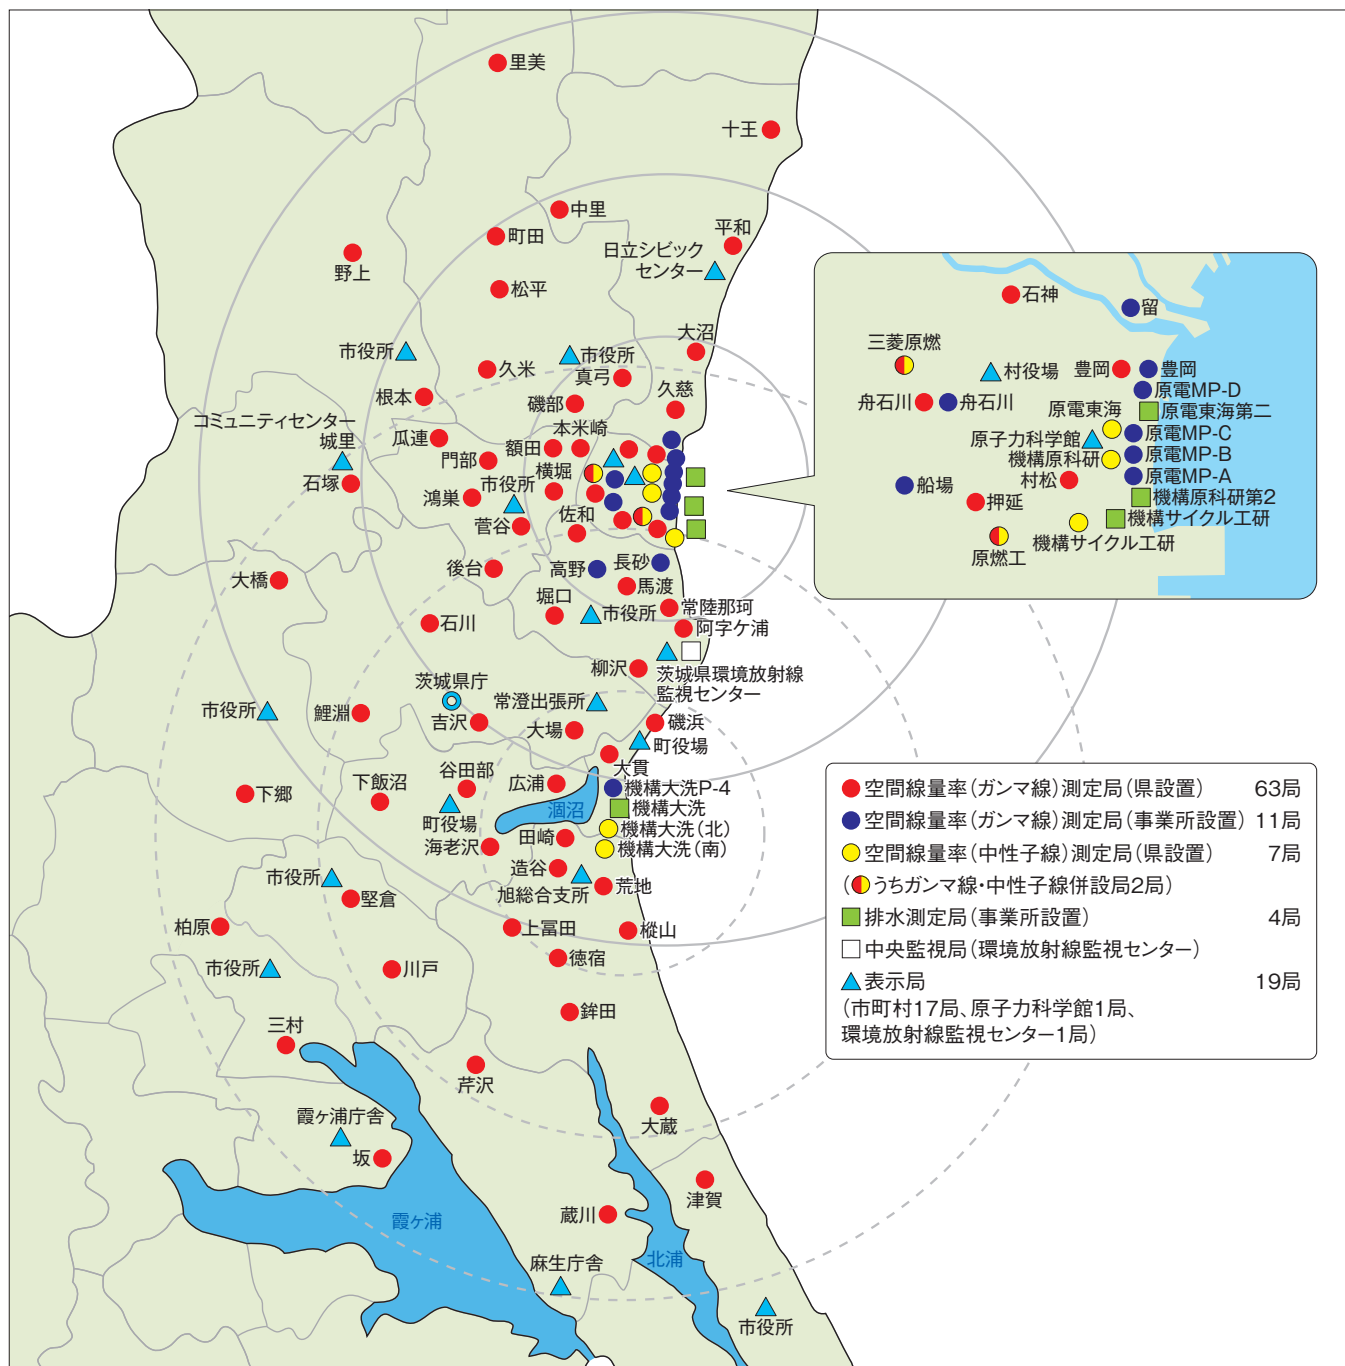 里美
十王
中里
町田
平和
日立シビック
センター
野上
松平
大沼
市役所
久米
市役所
真弓
根本
磯部
久慈
コミュニティセンター
城里
瓜連
本米崎
額田
門部
横堀
石塚
鴻巣
市役所
菅谷
佐和
大橋
後台
高野
長砂
馬渡
堀口
市役所
常陸那珂
石川
阿字ケ浦
柳沢
茨城県環境放射線
監視センター
茨城県庁
常澄出張所
市役所
鯉淵
吉沢
大場
磯浜
町役場
大貫
谷田部
広浦
下郷
下飯沼
機構大洗P-4
涸沼
機構大洗
町役場
機構大洗(北)
海老沢
田崎
機構大洗(南)
造谷
市役所
旭総合支所
荒地
堅倉
柏原
上冨田
樅山
市役所
川戸
徳宿
鉾田
三村
芹沢
大蔵
霞ヶ浦庁舎
坂
津賀
霞ヶ浦
蔵川
北浦
麻生庁舎
市役所
石神
留
三菱原燃
村役場
豊岡
豊岡
原電MP-D
舟石川
舟石川
原電東海
原電東海第二
原子力科学館
原電MP-C
機構原科研
原電MP-B
原電MP-A
船場
村松
押延
機構原科研第2
機構サイクル工研
原燃工
機構サイクル工研
空間線量率(ガンマ線)測定局(県設置) 63局
空間線量率(ガンマ線)測定局(事業所設置) 11局
空間線量率(中性子線)測定局(県設置) 7局
(うちガンマ線・中性子線併設局2局)
排水測定局(事業所設置) 4局
中央監視局(環境放射線監視センター)
表示局 19局
(市町村17局、原子力科学館1局、
環境放射線監視センター1局)